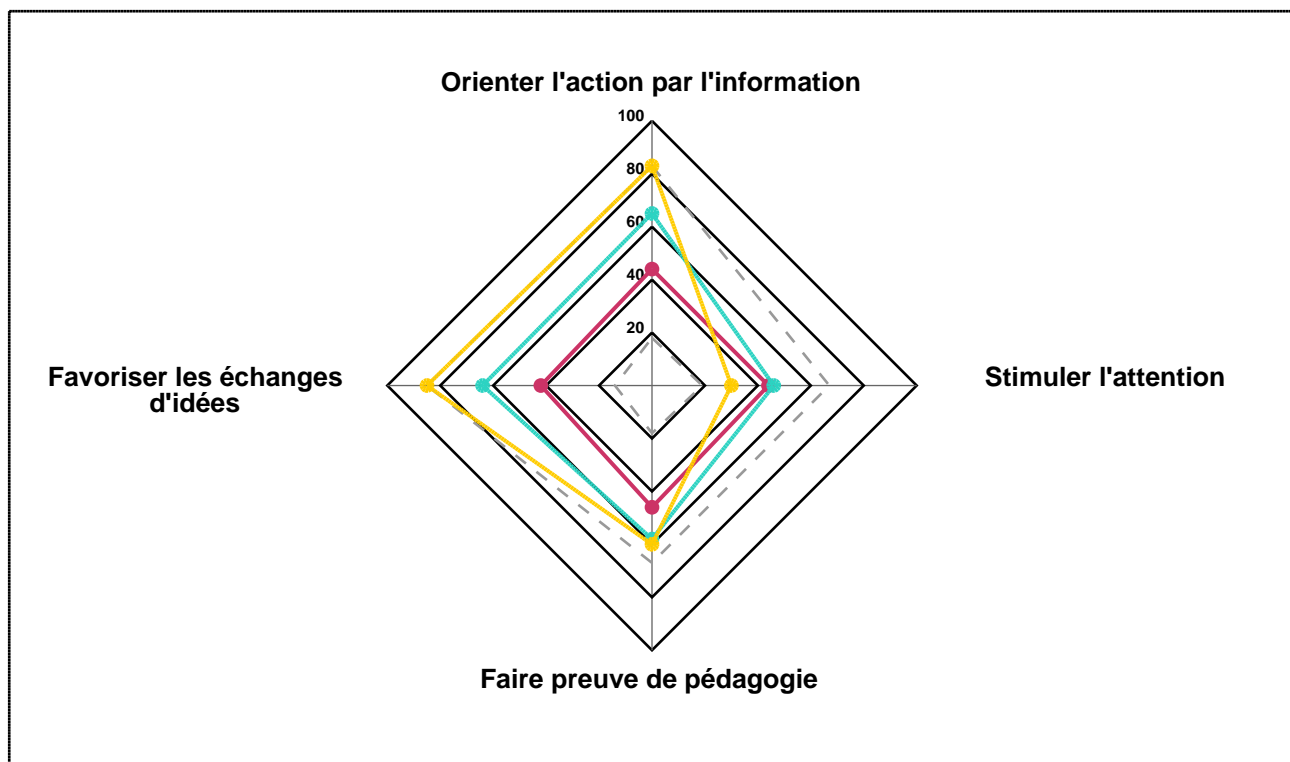 Orienter l'action par l'information
100
80
60
40
20
Favoriser les échanges
d'idées
Stimuler l'attention
Faire preuve de pédagogie